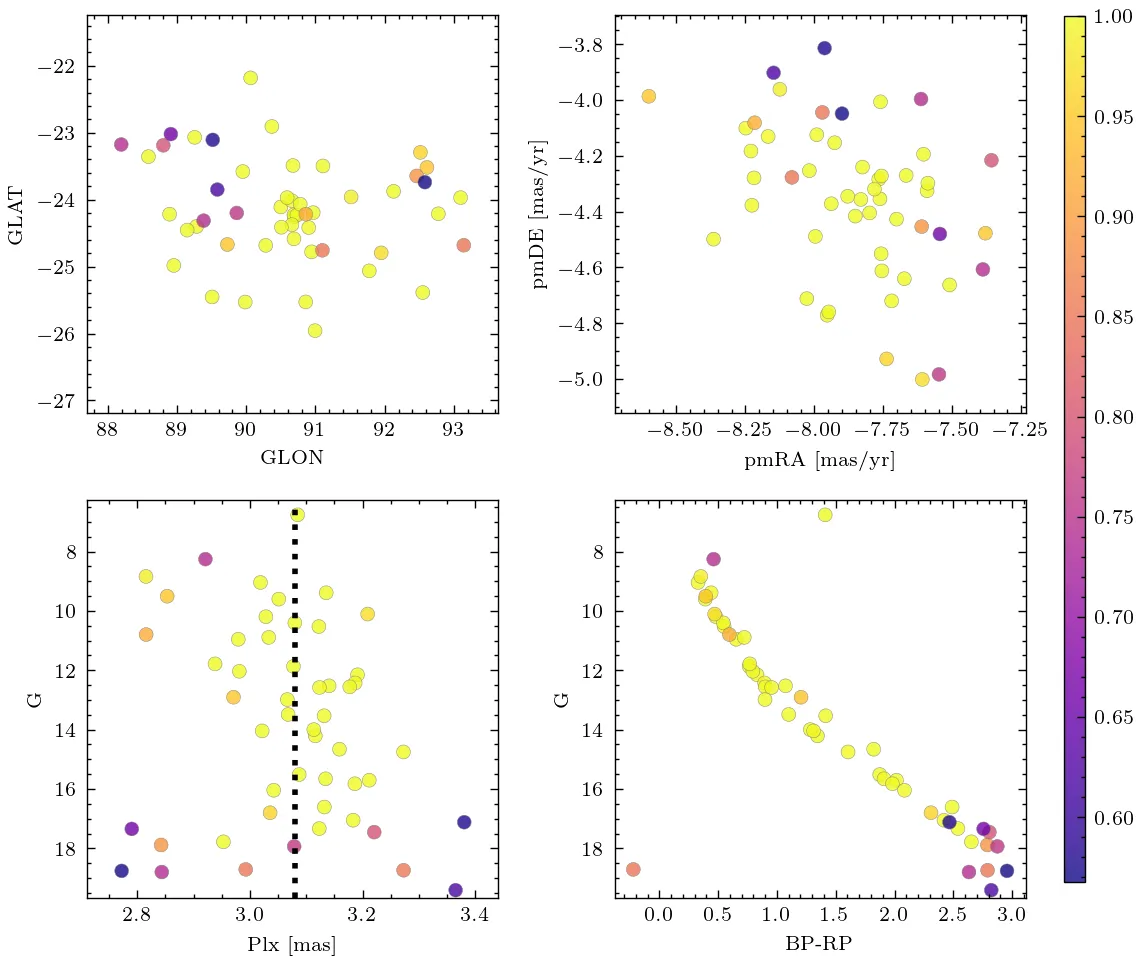 −22
−23
−24
−25
−26
−27
GLAT
88 89 90 91 92 93
GLON
−3.8
−4.0
−4.2
−4.4
−4.6
−4.8
−5.0
pmDE [mas/yr]
−8.50 −8.25 −8.00 −7.75 −7.50 −7.25
pmRA [mas/yr]
8
10
12
14
16
18
G
2.8 3.0 3.2 3.4
Plx [mas]
8
10
12
14
16
18
G
0.0 0.5 1.0 1.5 2.0 2.5 3.0
BP-RP
1.00
0.95
0.90
0.85
0.80
0.75
0.70
0.65
0.60